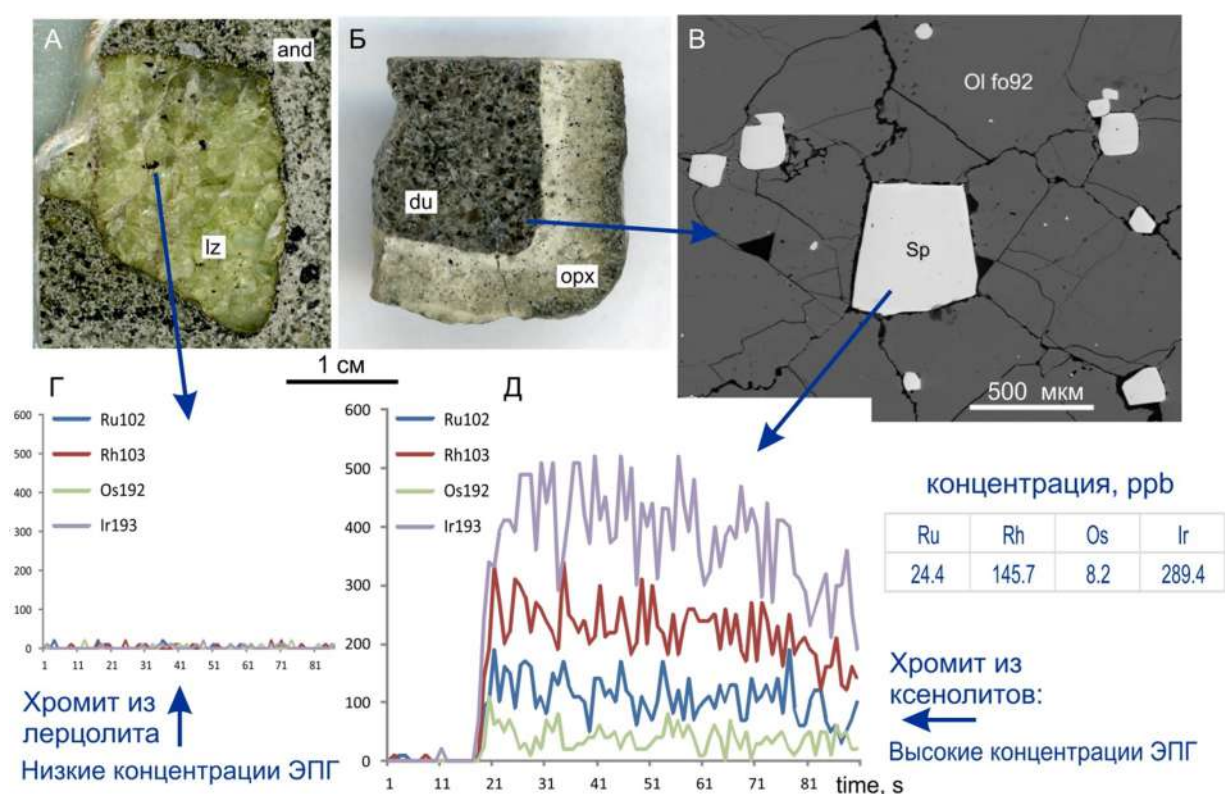 А
and
lz
Б
du
opx
В
Ol fo92
Sp
500 мкм
1 см
Г
600
500
400
300
200
100
0
Ru102
Rh103
Os192
Ir193
1 11 21 31 41 51 61 71 81
Хромит из
лерцолита
Низкие концентрации ЭПГ
Д
600
500
400
300
200
100
0
Ru102
Rh103
Os192
Ir193
1 11 21 31 41 51 61 71 81 time, s
концентрация, ppb
Ru Rh Os Ir
24.4 145.7 8.2 289.4
Хромит из
ксенолитов:
Высокие концентрации ЭПГ